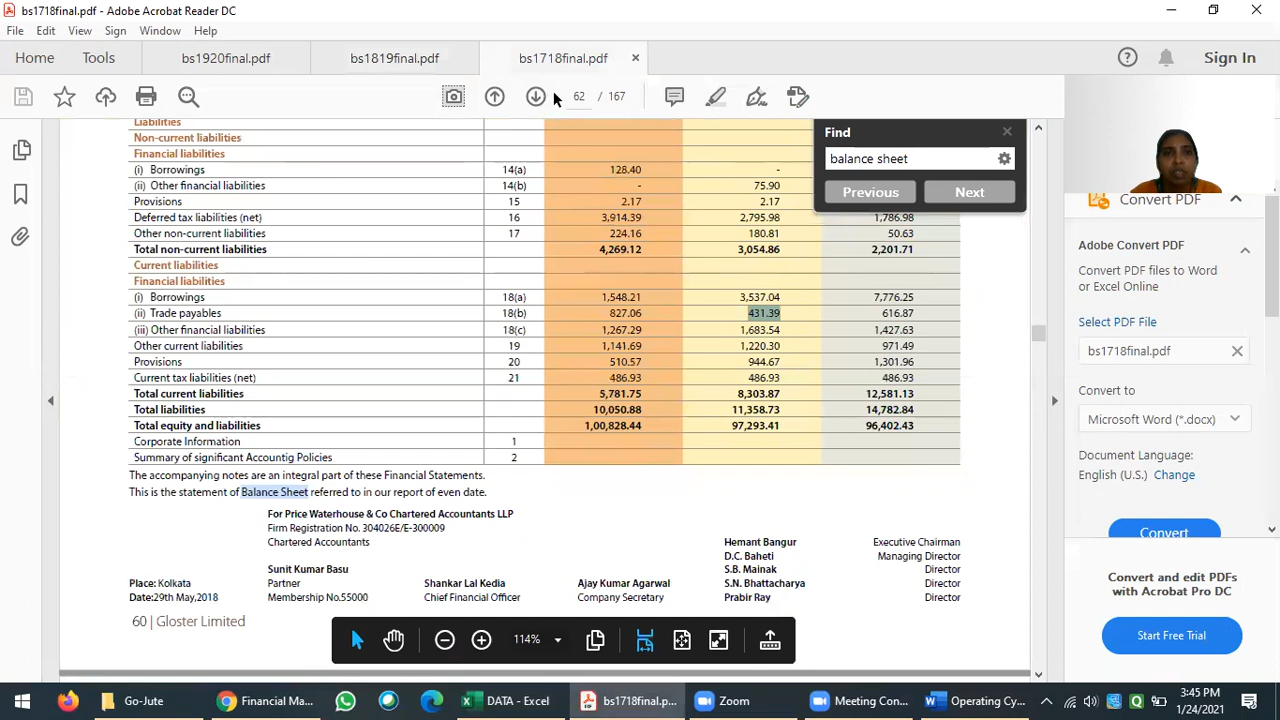 bs1718final.pdf - Adobe Acrobat Reader DC
File Edit View Sign Window Help
Home Tools bs1920final.pdf bs1819final.pdf bs1718final.pdf Sign In
62 / 167
Liabilities
Non-current liabilities
Financial liabilities
(i) Borrowings 14(a) 128.40 -
(ii) Other financial liabilities 14(b) - 75.90
Provisions 15 2.17 2.17
Deferred tax liabilities (net) 16 3,914.39 2,795.98 1,786.98
Other non-current liabilities 17 224.16 180.81 50.63
Total non-current liabilities 4,269.12 3,054.86 2,201.71
Current liabilities
Financial liabilities
(i) Borrowings 18(a) 1,548.21 3,537.04 7,776.25
(ii) Trade payables 18(b) 827.06 431.39 616.87
(iii) Other financial liabilities 18(c) 1,267.29 1,683.54 1,427.63
Other current liabilities 19 1,141.69 1,220.30 971.49
Provisions 20 510.57 944.67 1,301.96
Current tax liabilities (net) 21 486.93 486.93 486.93
Total current liabilities 5,781.75 8,303.87 12,581.13
Total liabilities 10,050.88 11,358.73 14,782.84
Total equity and liabilities 1,00,828.44 97,293.41 96,402.43
Corporate Information 1
Summary of significant Accountig Policies 2
The accompanying notes are an integral part of these Financial Statements.
This is the statement of Balance Sheet referred to in our report of even date.
For Price Waterhouse & Co Chartered Accountants LLP
Firm Registration No. 304026E/E-300009
Chartered Accountants Hemant Bangur Executive Chairman
D.C. Baheti Managing Director
Sunit Kumar Basu S.B. Mainak Director
Place: Kolkata Partner Shankar Lal Kedia Ajay Kumar Agarwal S.N. Bhattacharya Director
Date:29th May,2018 Membership No.55000 Chief Financial Officer Company Secretary Prabir Ray Director
60 | Gloster Limited
114%
Find
balance sheet
Previous Next
Convert PDF
Adobe Convert PDF
Convert PDF files to Word
or Excel Online
Select PDF File
bs1718final.pdf
Convert to
Microsoft Word (*.docx)
Document Language:
English (U.S.) Change
Convert
Convert and edit PDFs
with Acrobat Pro DC
Start Free Trial
Go-Jute Financial Ma... DATA - Excel bs1718final.p... Zoom Meeting Con... Operating Cy... 3:45 PM
1/24/2021